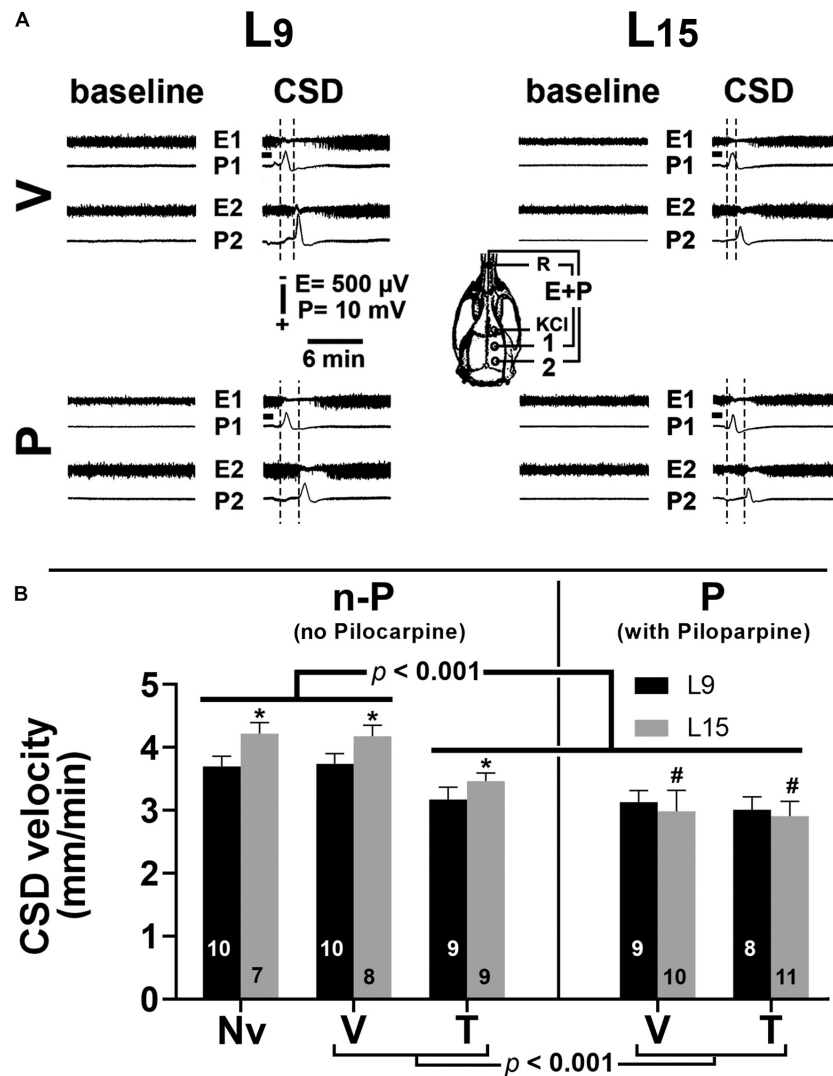 A
L9 L15
baseline CSD baseline CSD
V
E1
P1
E2
P2
E1
P1
E2
P2
- E= 500 µV
+ P= 10 mV
6 min
R
E+P
KCl
1
2
P
E1
P1
E2
P2
E1
P1
E2
P2
B
n-P
(no Pilocarpine)
P
(with Piloparpine)
p < 0.001
L9
L15
CSD velocity
(mm/min)
5
4
3
2
1
0
* * * # #
10 7 10 8 9 9 9 10 8 11
Nv V T V T
p < 0.001